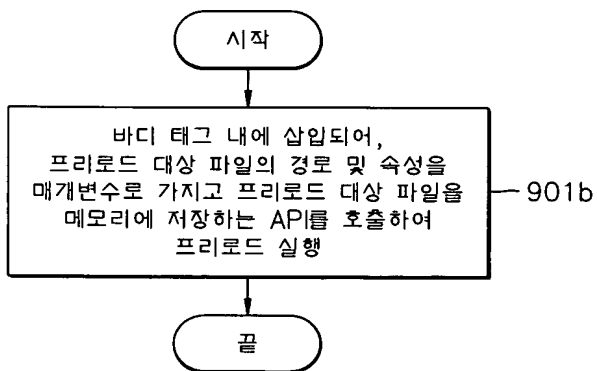 시작
바디 태그 내에 삽입되어,
프리로드 대상 파일의 경로 및 속성을
매개변수로 가지고 프리로드 대상 파일을
메모리에 저장하는 API를 호출하여
프리로드 실행
901b
끝